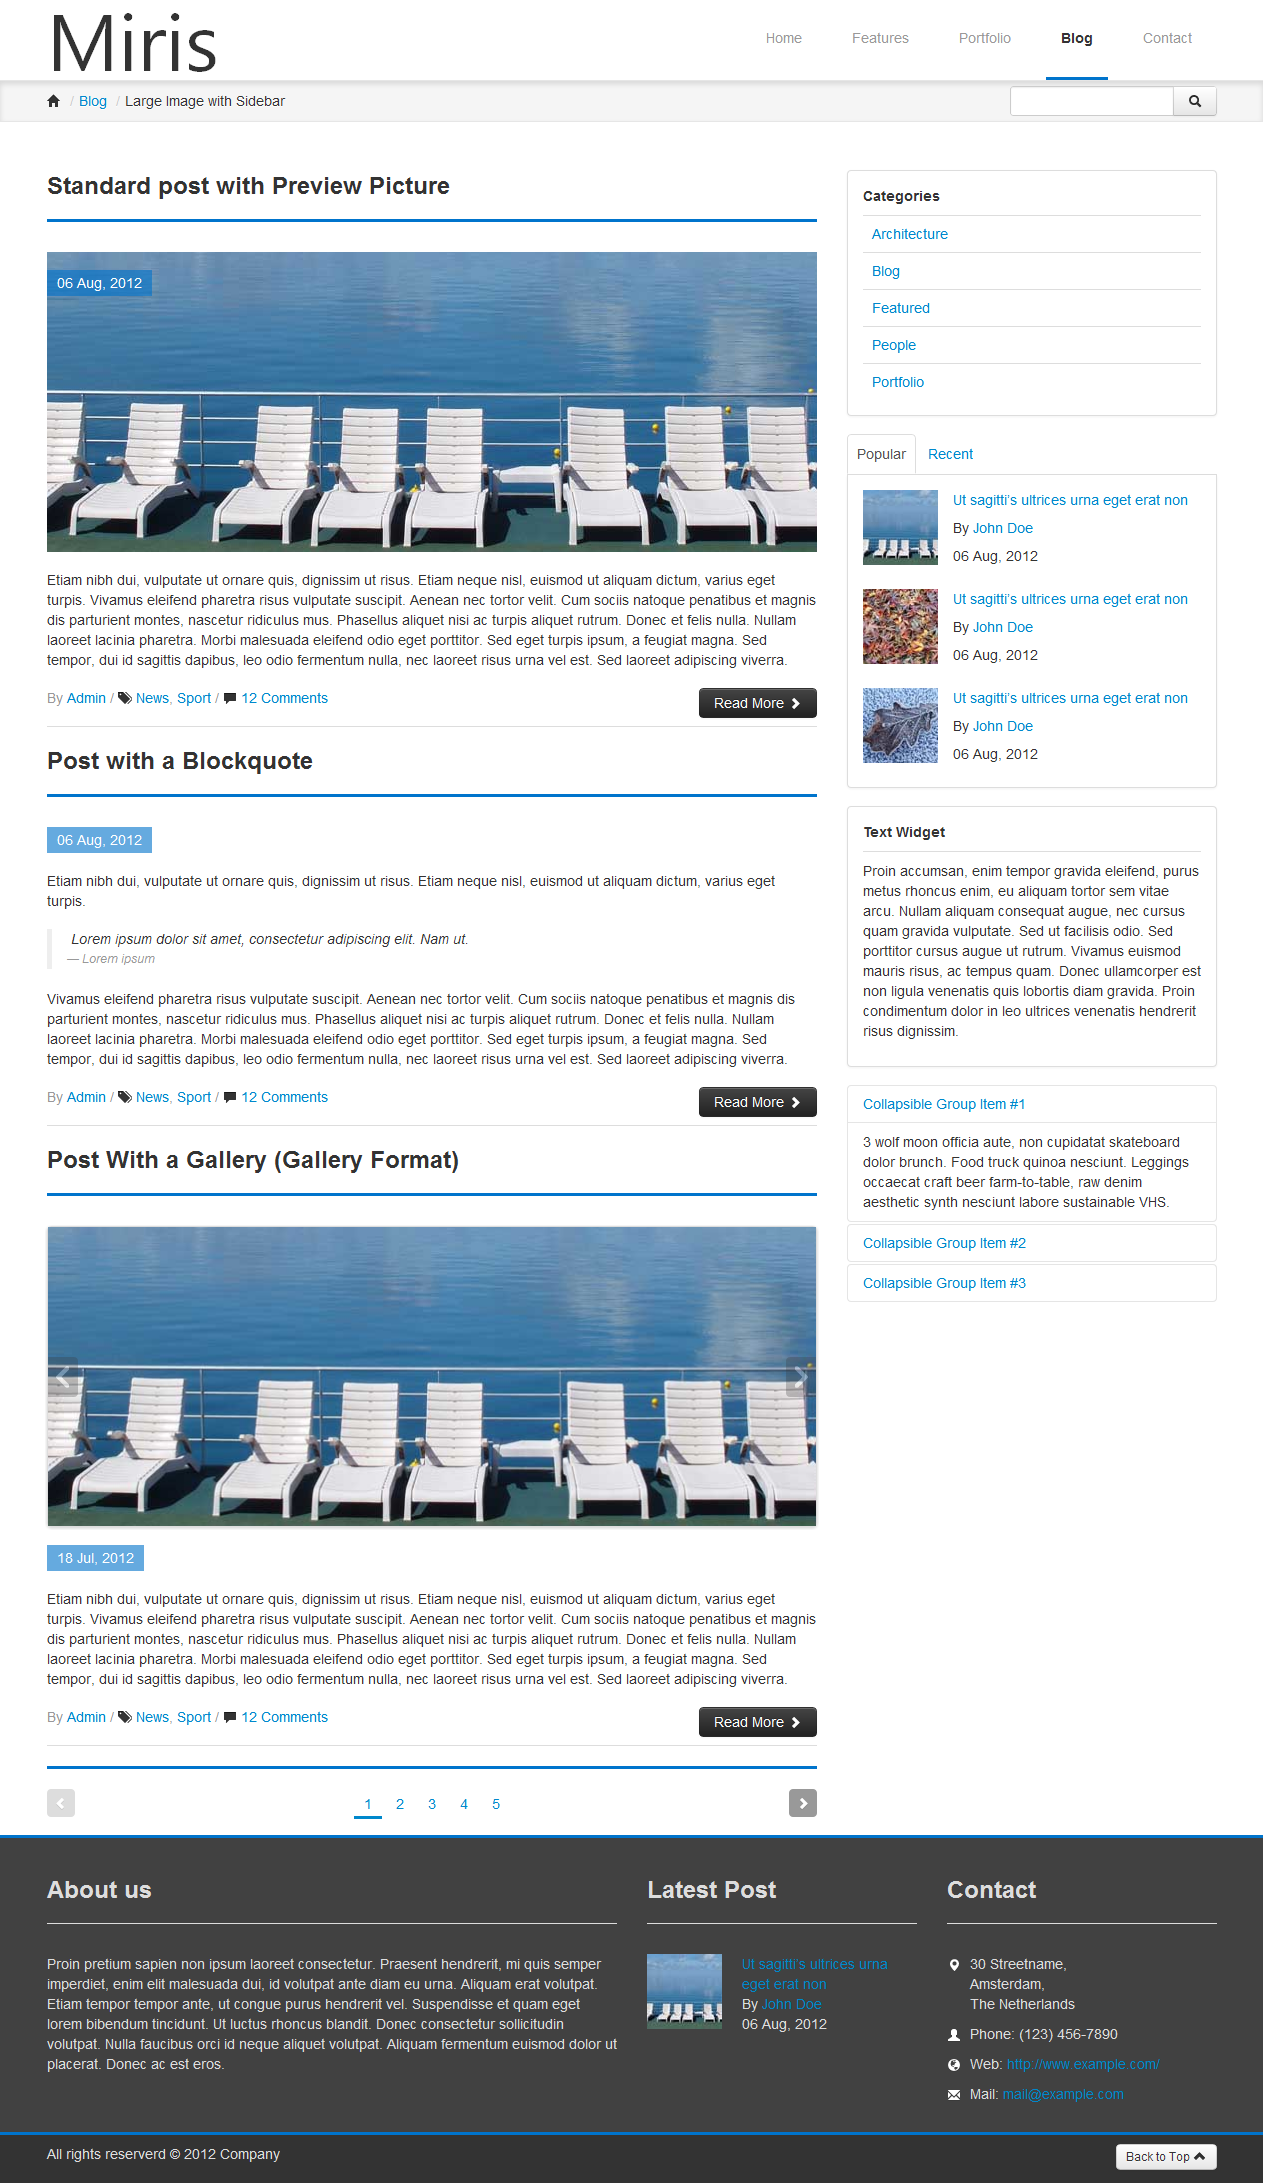 Miris
Home Features Portfolio Blog Contact
/ Blog / Large Image with Sidebar
Standard post with Preview Picture
06 Aug, 2012
Etiam nibh dui, vulputate ut ornare quis, dignissim ut risus. Etiam neque nisl, euismod ut aliquam dictum, varius eget
turpis. Vivamus eleifend pharetra risus vulputate suscipit. Aenean nec tortor velit. Cum sociis natoque penatibus et magnis
dis parturient montes, nascetur ridiculus mus. Phasellus aliquet nisi ac turpis aliquet rutrum. Donec et felis nulla. Nullam
laoreet lacinia pharetra. Morbi malesuada eleifend odio eget porttitor. Sed eget turpis ipsum, a feugiat magna. Sed
tempor, dui id sagittis dapibus, leo odio fermentum nulla, nec laoreet risus urna vel est. Sed laoreet adipiscing viverra.
By Admin / News, Sport / 12 Comments
Read More
Post with a Blockquote
06 Aug, 2012
Etiam nibh dui, vulputate ut ornare quis, dignissim ut risus. Etiam neque nisl, euismod ut aliquam dictum, varius eget
turpis.
Lorem ipsum dolor sit amet, consectetur adipiscing elit. Nam ut.
— Lorem ipsum
Vivamus eleifend pharetra risus vulputate suscipit. Aenean nec tortor velit. Cum sociis natoque penatibus et magnis dis
parturient montes, nascetur ridiculus mus. Phasellus aliquet nisi ac turpis aliquet rutrum. Donec et felis nulla. Nullam
laoreet lacinia pharetra. Morbi malesuada eleifend odio eget porttitor. Sed eget turpis ipsum, a feugiat magna. Sed
tempor, dui id sagittis dapibus, leo odio fermentum nulla, nec laoreet risus urna vel est. Sed laoreet adipiscing viverra.
By Admin / News, Sport / 12 Comments
Read More
Post With a Gallery (Gallery Format)
18 Jul, 2012
Etiam nibh dui, vulputate ut ornare quis, dignissim ut risus. Etiam neque nisl, euismod ut aliquam dictum, varius eget
turpis. Vivamus eleifend pharetra risus vulputate suscipit. Aenean nec tortor velit. Cum sociis natoque penatibus et magnis
dis parturient montes, nascetur ridiculus mus. Phasellus aliquet nisi ac turpis aliquet rutrum. Donec et felis nulla. Nullam
laoreet lacinia pharetra. Morbi malesuada eleifend odio eget porttitor. Sed eget turpis ipsum, a feugiat magna. Sed
tempor, dui id sagittis dapibus, leo odio fermentum nulla, nec laoreet risus urna vel est. Sed laoreet adipiscing viverra.
By Admin / News, Sport / 12 Comments
Read More
1 2 3 4 5
Categories
Architecture
Blog
Featured
People
Portfolio
Popular Recent
Ut sagitti's ultrices urna eget erat non
By John Doe
06 Aug, 2012
Ut sagitti's ultrices urna eget erat non
By John Doe
06 Aug, 2012
Ut sagitti's ultrices urna eget erat non
By John Doe
06 Aug, 2012
Text Widget
Proin accumsan, enim tempor gravida eleifend, purus
metus rhoncus enim, eu aliquam tortor sem vitae
arcu. Nullam aliquam consequat augue, nec cursus
quam gravida vulputate. Sed ut facilisis odio. Sed
porttitor cursus augue ut rutrum. Vivamus euismod
mauris risus, ac tempus quam. Donec ullamcorper est
non ligula venenatis quis lobortis diam gravida. Proin
condimentum dolor in leo ultrices venenatis hendrerit
risus dignissim.
Collapsible Group Item #1
3 wolf moon officia aute, non cupidatat skateboard
dolor brunch. Food truck quinoa nesciunt. Leggings
occaecat craft beer farm-to-table, raw denim
aesthetic synth nesciunt labore sustainable VHS.
Collapsible Group Item #2
Collapsible Group Item #3
About us
Proin pretium sapien non ipsum laoreet consectetur. Praesent hendrerit, mi quis semper
imperdiet, enim elit malesuada dui, id volutpat ante diam eu urna. Aliquam erat volutpat.
Etiam tempor tempor ante, ut congue purus hendrerit vel. Suspendisse et quam eget
lorem bibendum tincidunt. Ut luctus rhoncus blandit. Donec consectetur sollicitudin
volutpat. Nulla faucibus orci id neque aliquet volutpat. Aliquam fermentum euismod dolor ut
placerat. Donec ac est eros.
Latest Post
Ut sagitti's ultrices urna
eget erat non
By John Doe
06 Aug, 2012
Contact
30 Streetname,
Amsterdam,
The Netherlands
Phone: (123) 456-7890
Web: http://www.example.com/
Mail: mail@example.com
All rights reserverd © 2012 Company
Back to Top